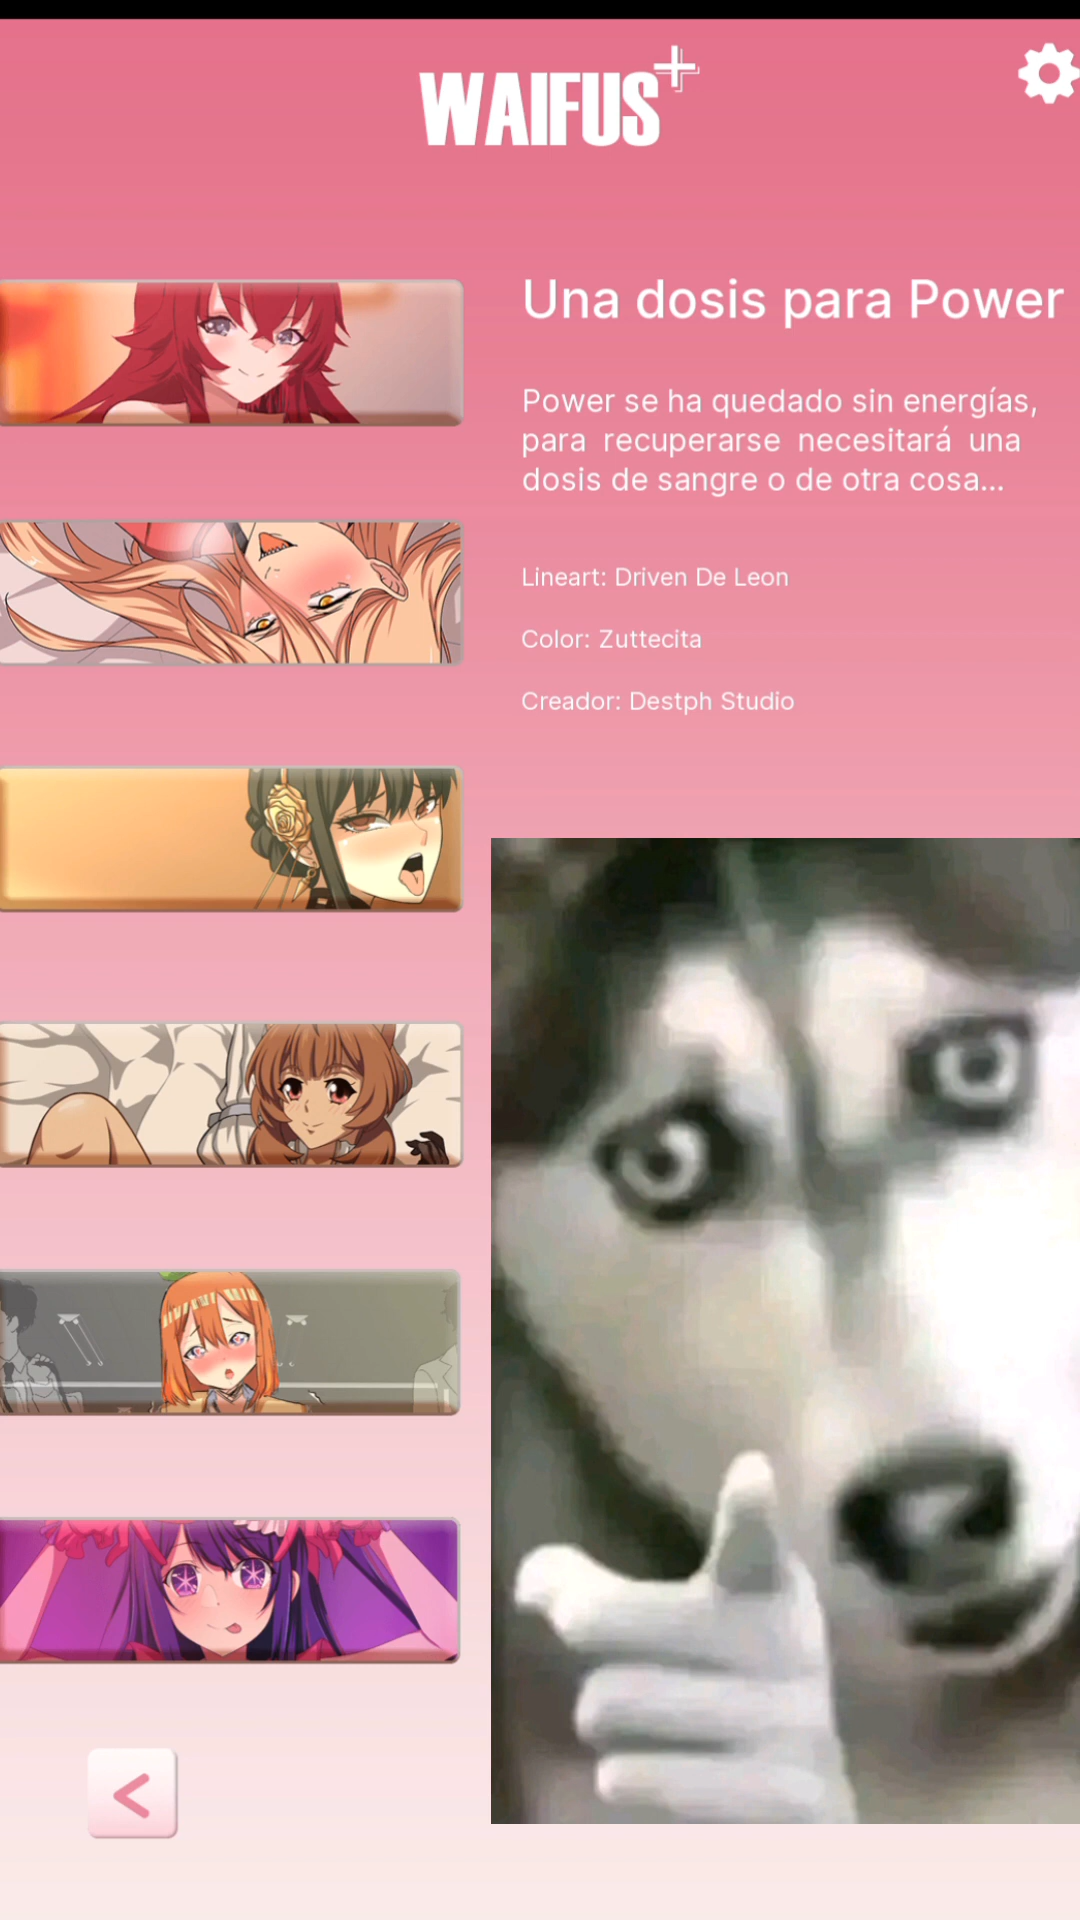 WAIFUS+
Una dosis para Power
Power se ha quedado sin energías,
para recuperarse necesitará una
dosis de sangre o de otra cosa...
Lineart: Driven De Leon
Color: Zuttecita
Creador: Destph Studio